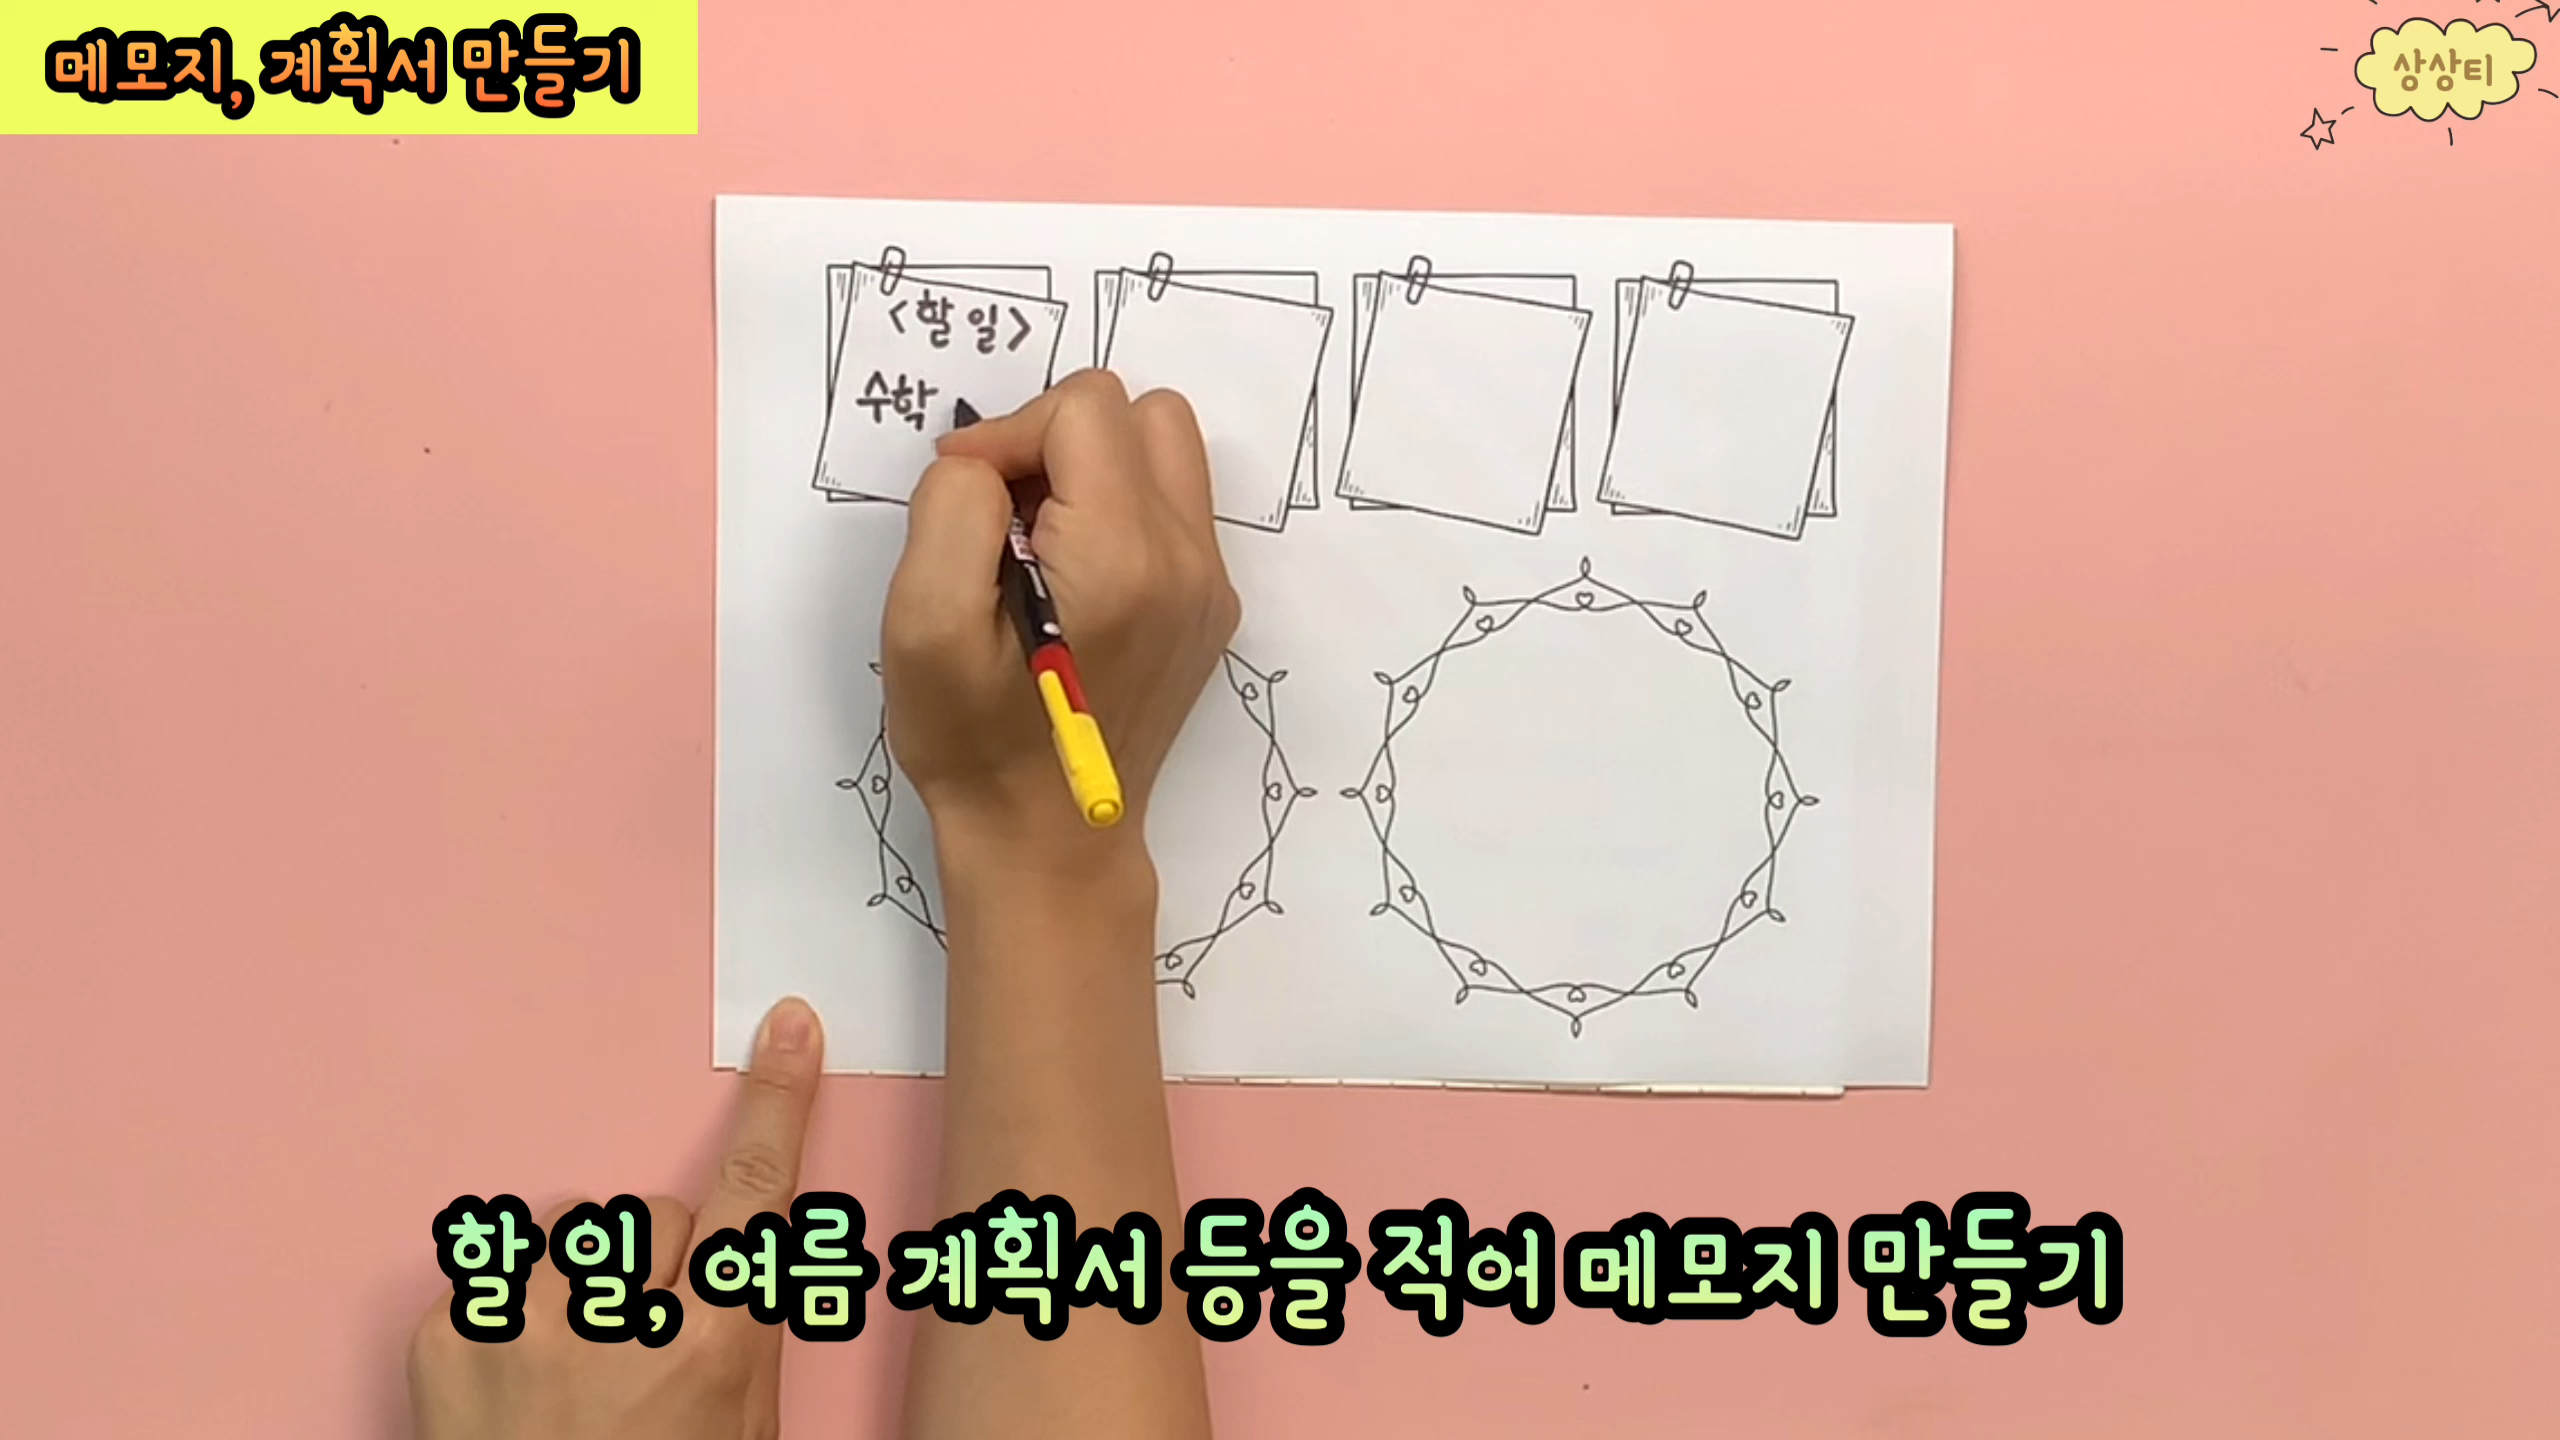 메모지, 계획서 만들기
상상티
<할 일>
수학
할 일, 여름 계획서 등을 적어 메모지 만들기